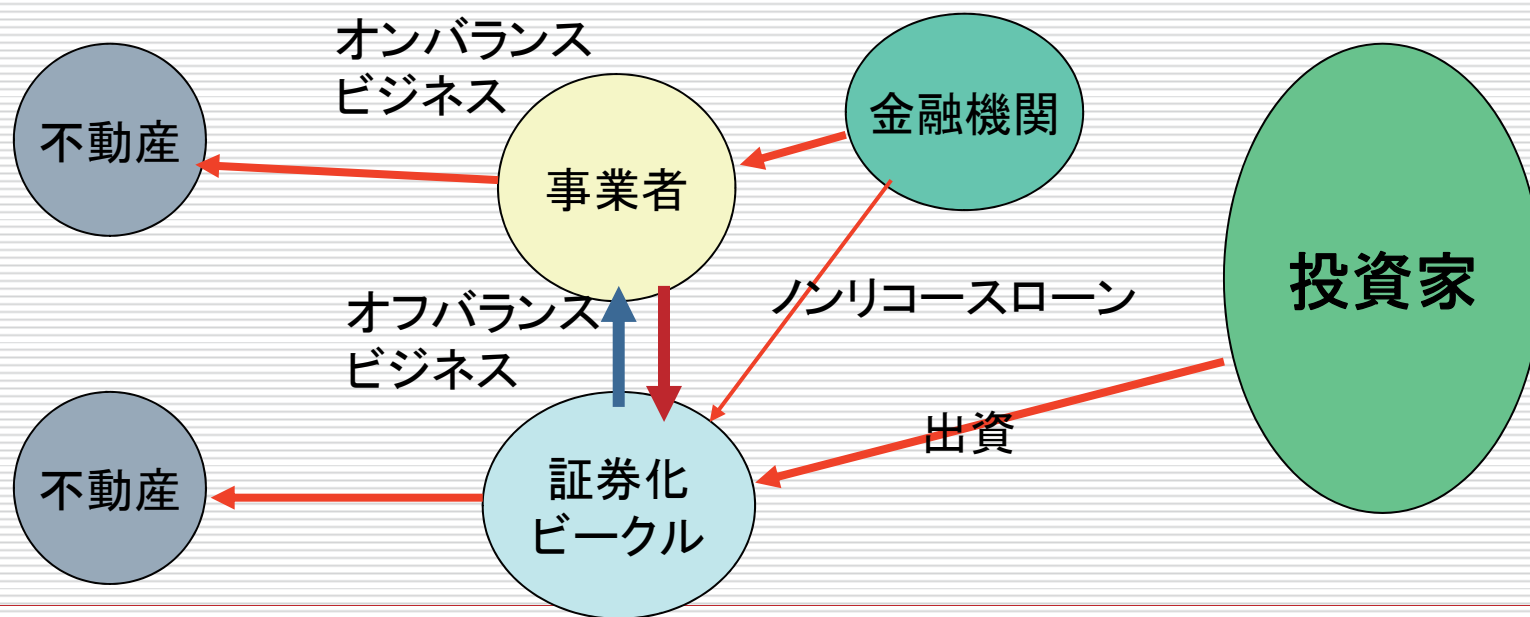 オンバランス
ビジネス
不動産
事業者
金融機関
投資家
オフバランス
ビジネス
ノンリコースローン
出資
不動産
証券化
ビークル